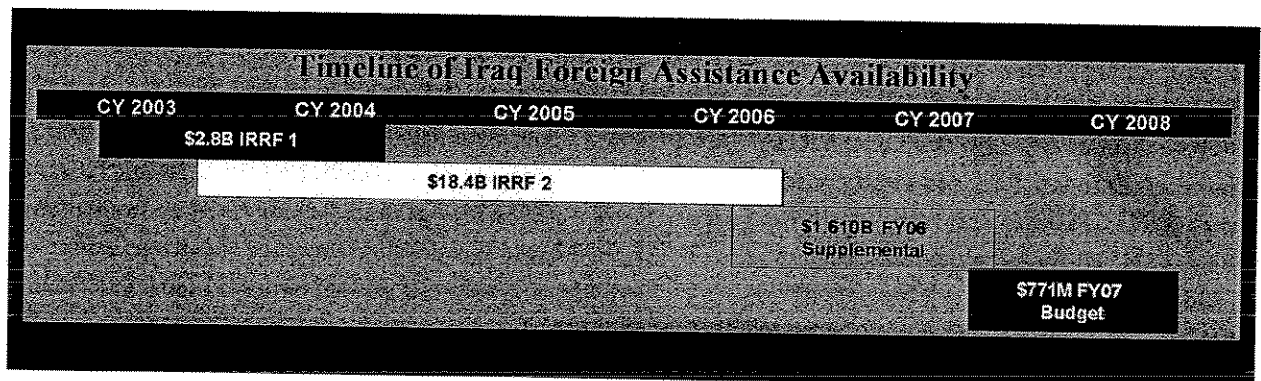 Timeline of Iraq Foreign Assistance Availability
CY 2003 CY 2004 CY 2005 CY 2006 CY 2007 CY 2008
$2.8B IRRF 1
$18.4B IRRF 2
$1.610B FY06
Supplemental
$771M FY07
Budget